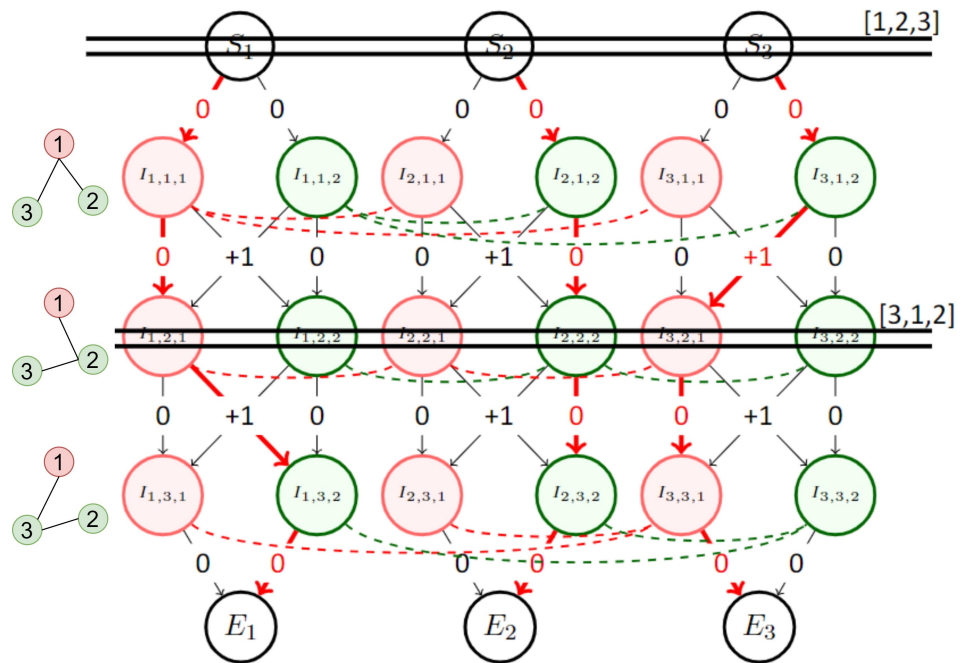 [1,2,3]
S1 S2 S3
0 0 0 0 0 0
1
3 2
I1,1,1 I1,1,2 I2,1,1 I2,1,2 I3,1,1 I3,1,2
0 +1 0 0 +1 0 0 +1 0
1
3 2
[3,1,2]
I1,2,1 I1,2,2 I2,2,1 I2,2,2 I3,2,1 I3,2,2
0 +1 0 0 +1 0 0 +1 0
1
3 2
I1,3,1 I1,3,2 I2,3,1 I2,3,2 I3,3,1 I3,3,2
0 0 0 0 0 0
E1 E2 E3